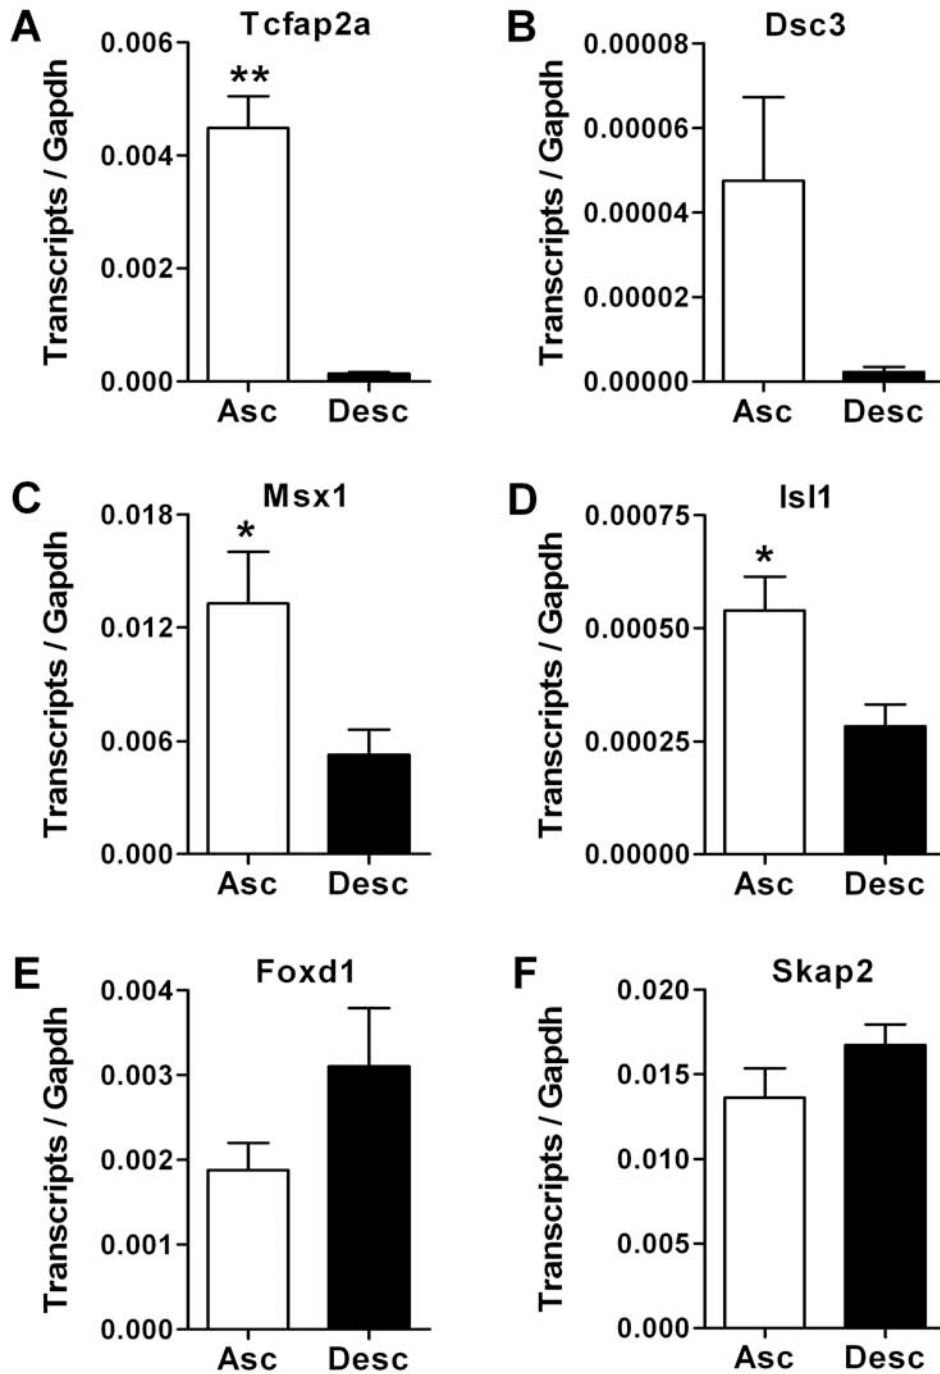 A
Tcfap2a
Transcripts / Gapdh
0.006
0.004
0.002
0.000
**
Asc
Desc
B
Dsc3
Transcripts / Gapdh
0.00008
0.00006
0.00004
0.00002
0.00000
Asc
Desc
C
Msx1
Transcripts / Gapdh
0.018
0.012
0.006
0.000
*
Asc
Desc
D
Isl1
Transcripts / Gapdh
0.00075
0.00050
0.00025
0.00000
*
Asc
Desc
E
Foxd1
Transcripts / Gapdh
0.004
0.003
0.002
0.001
0.000
Asc
Desc
F
Skap2
Transcripts / Gapdh
0.020
0.015
0.010
0.005
0.000
Asc
Desc